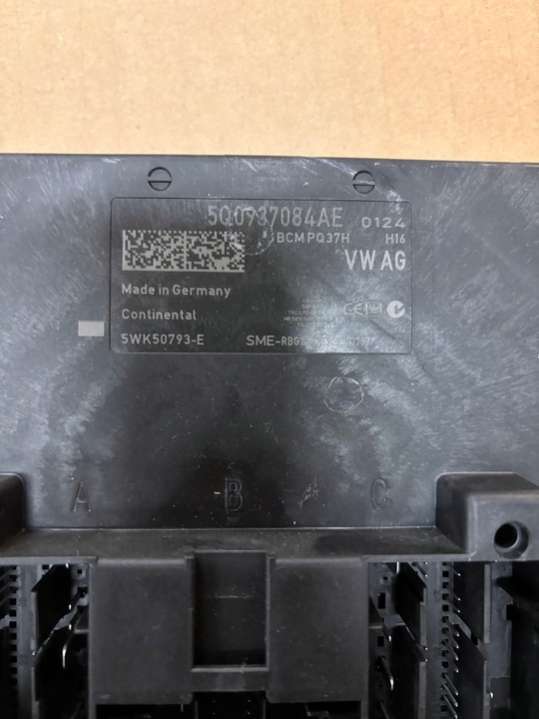 5Q0937084AE 0124
BCM PQ37H H16
VW AG
Made in Germany
Continental
5WK50793-E
A B C